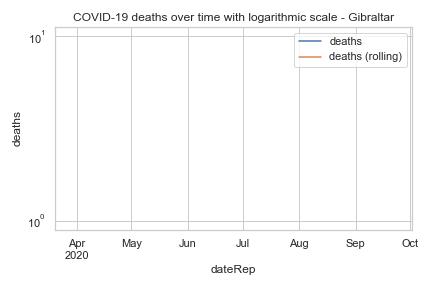 COVID-19 deaths over time with logarithmic scale - Gibraltar
10¹
deaths
deaths (rolling)
deaths
10⁰
Apr May Jun Jul Aug Sep Oct
2020
dateRep